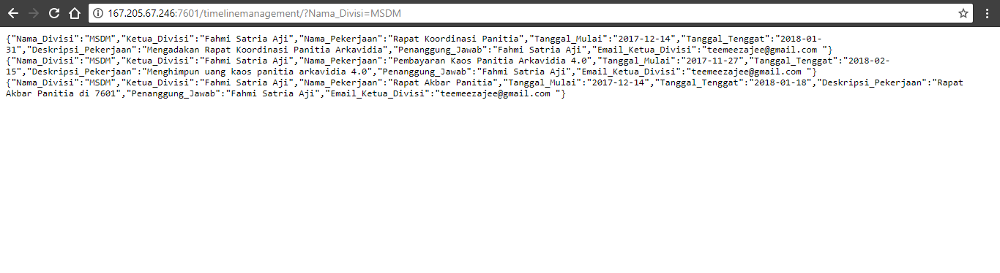 167.205.67.246:7601/timelinemanagement/?Nama_Divisi=MSDM
{"Nama_Divisi":"MSDM","Ketua_Divisi":"Fahmi Satria Aji","Nama_Pekerjaan":"Rapat Koordinasi Panitia","Tanggal_Mulai":"2017-12-14","Tanggal_Tenggat":"2018-01-
31","Deskripsi_Pekerjaan":"Mengadakan Rapat Koordinasi Panitia Arkavidia","Penanggung_Jawab":"Fahmi Satria Aji","Email_Ketua_Divisi":"teemeezajee@gmail.com "}
{"Nama_Divisi":"MSDM","Ketua_Divisi":"Fahmi Satria Aji","Nama_Pekerjaan":"Pembayaran Kaos Panitia Arkavidia 4.0","Tanggal_Mulai":"2017-11-27","Tanggal_Tenggat":"2018-02-
15","Deskripsi_Pekerjaan":"Menghimpun uang kaos panitia arkavidia 4.0","Penanggung_Jawab":"Fahmi Satria Aji","Email_Ketua_Divisi":"teemeezajee@gmail.com "}
{"Nama_Divisi":"MSDM","Ketua_Divisi":"Fahmi Satria Aji","Nama_Pekerjaan":"Rapat Akbar Panitia","Tanggal_Mulai":"2017-12-14","Tanggal_Tenggat":"2018-01-18","Deskripsi_Pekerjaan":"Rapat
Akbar Panitia di 7601","Penanggung_Jawab":"Fahmi Satria Aji","Email_Ketua_Divisi":"teemeezajee@gmail.com "}